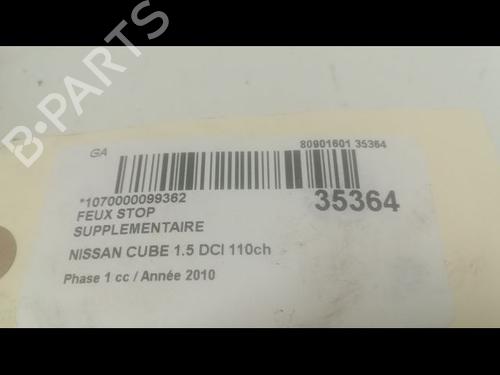 B-PARTS
GA
80901601 35364
*1070000099362
35364
FEUX STOP
SUPPLEMENTAIRE
NISSAN CUBE 1.5 DCI 110ch
Phase 1 cc / Année 2010